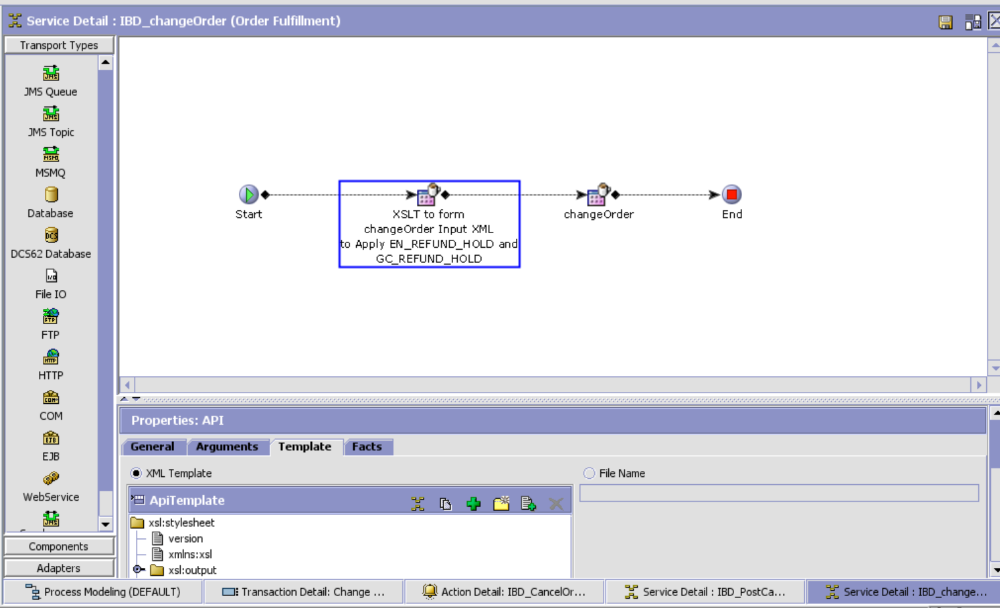 Service Detail : IBD_changeOrder (Order Fulfillment)
Transport Types
JMS Queue
JMS Topic
MSMQ
Database
DCS62 Database
File IO
FTP
HTTP
COM
EJB
WebService
Components
Adapters
Start
XSLT to form
changeOrder Input XML
to Apply EN_REFUND_HOLD and
GC_REFUND_HOLD
changeOrder
End
Properties: API
General Arguments Template Facts
XML Template
File Name
ApiTemplate
xsl:stylesheet
version
xmlns:xsl
xsl:output
Process Modeling (DEFAULT) Transaction Detail: Change ... Action Detail: IBD_CancelOr... Service Detail : IBD_PostCa... Service Detail : IBD_change...